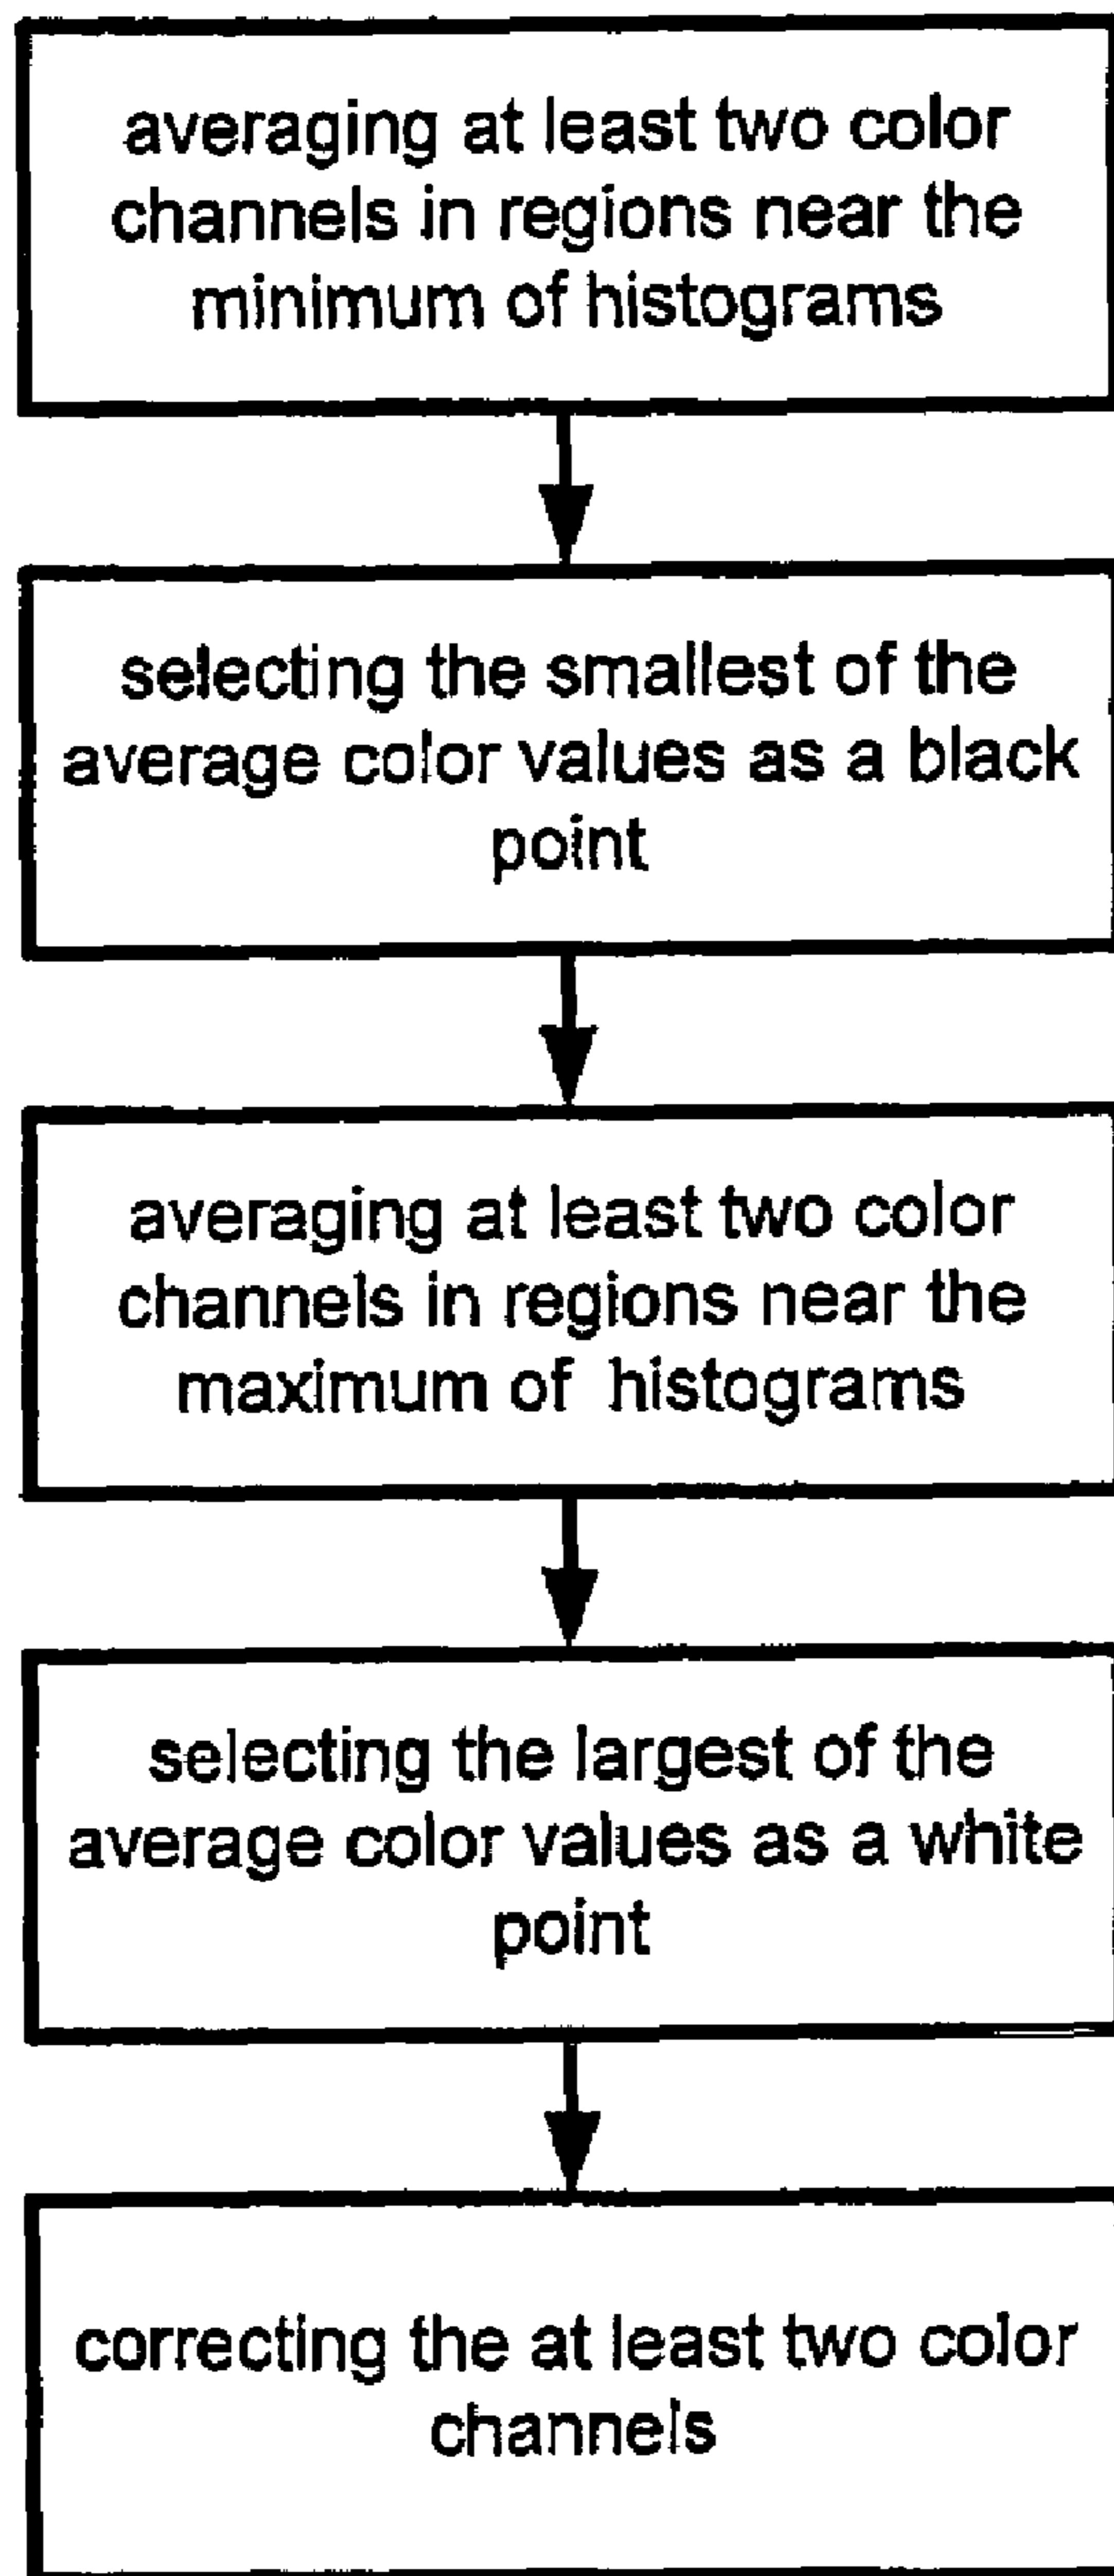 averaging at least two color
channels in regions near the
minimum of histograms
selecting the smallest of the
average color values as a black
point
averaging at least two color
channels in regions near the
maximum of histograms
selecting the largest of the
average color values as a white
point
correcting the at least two color
channels